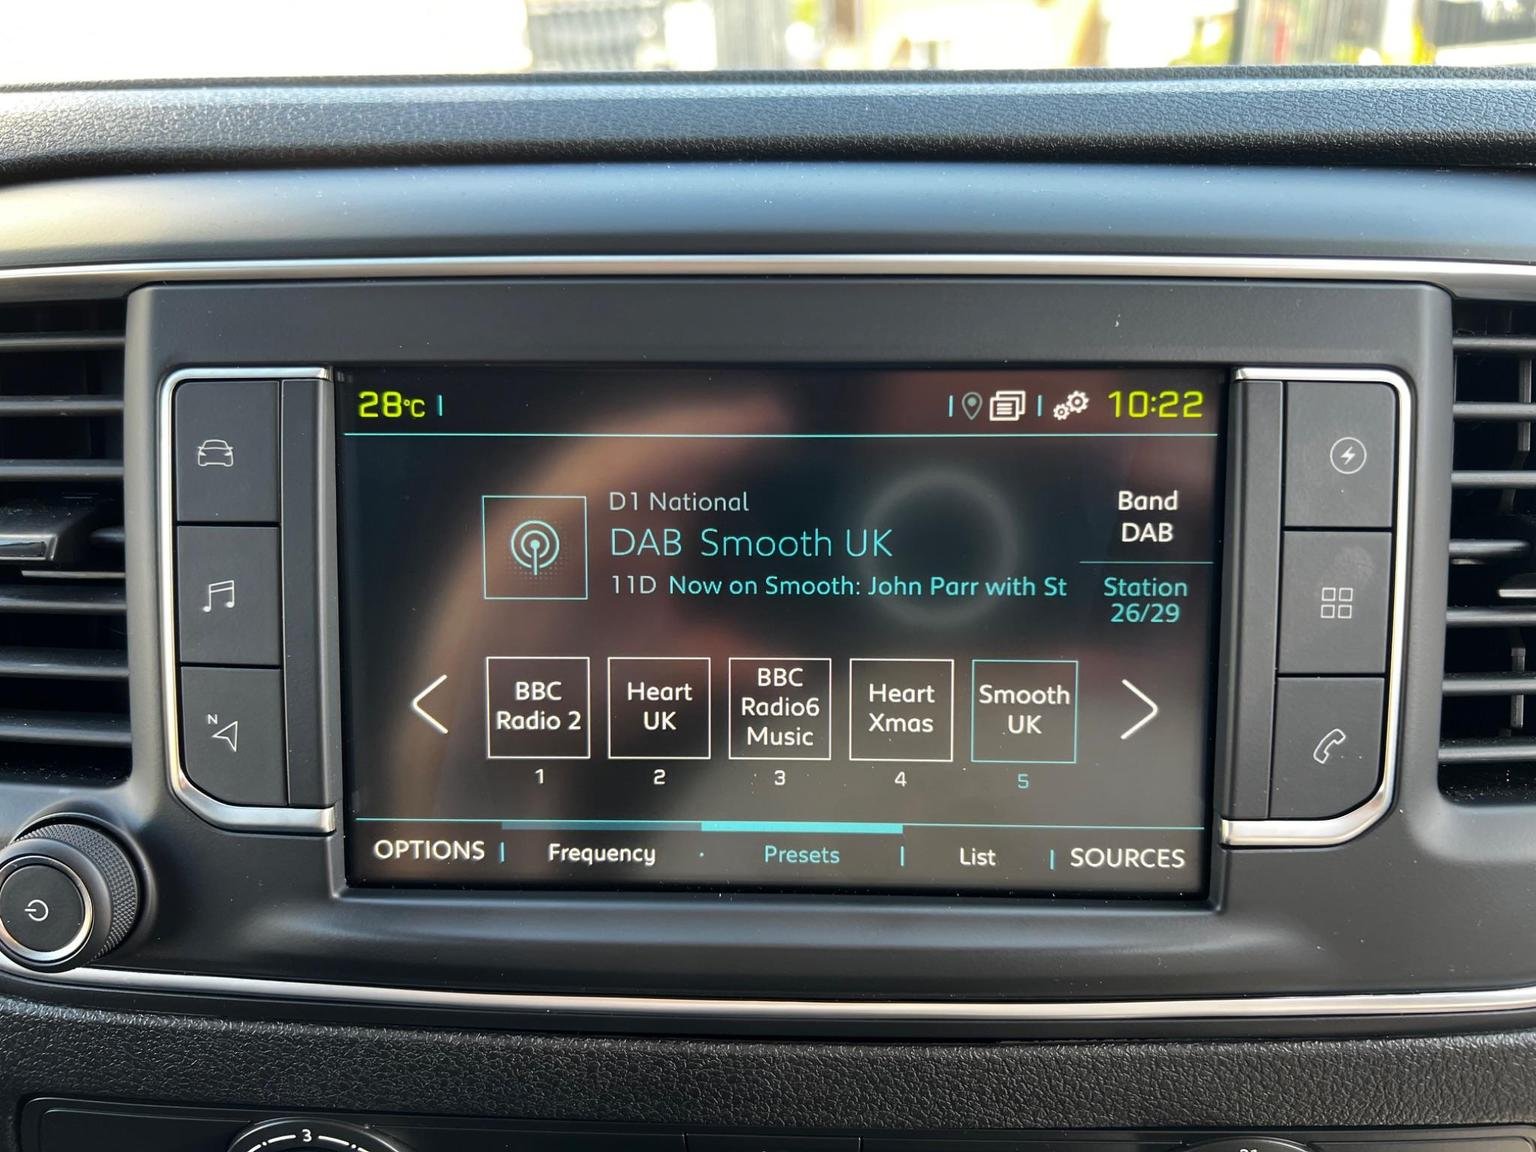 28°C
10:22
D1 National
DAB Smooth UK
11D Now on Smooth: John Parr with St
Band
DAB
Station
26/29
BBC
Radio 2
Heart
UK
BBC
Radio6
Music
Heart
Xmas
Smooth
UK
1
2
3
4
5
N
OPTIONS
Frequency
Presets
List
SOURCES
3